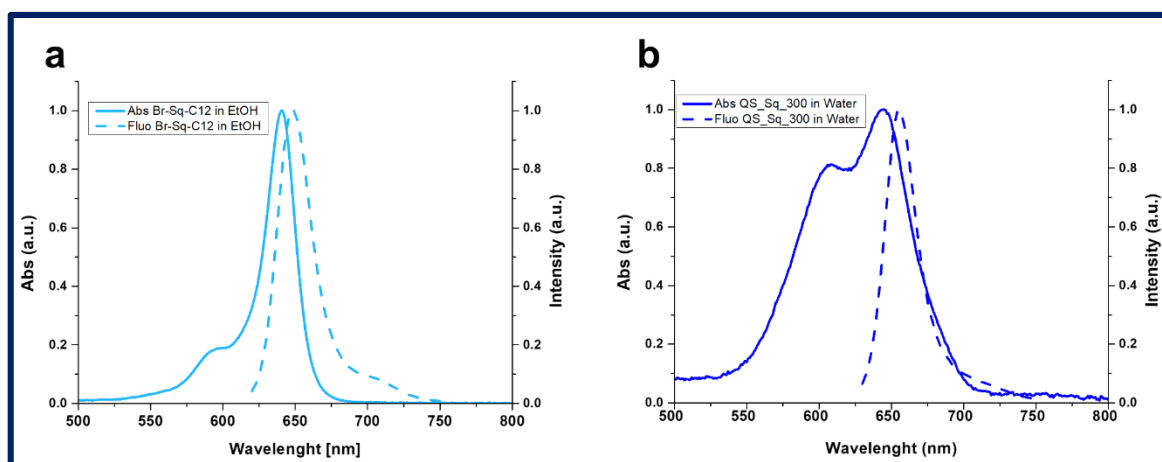 a
Abs Br-Sq-C12 in EtOH
Fluo Br-Sq-C12 in EtOH
1.0
0.8
0.6
0.4
0.2
0.0
Abs (a.u.)
1.0
0.8
0.6
0.4
0.2
0.0
Intensity (a.u.)
500 550 600 650 700 750 800
Wavelenght [nm]
b
Abs QS_Sq_300 in Water
Fluo QS_Sq_300 in Water
1.0
0.8
0.6
0.4
0.2
0.0
Abs (a.u.)
1.0
0.8
0.6
0.4
0.2
0.0
Intensity (a.u.)
500 550 600 650 700 750 800
Wavelenght (nm)